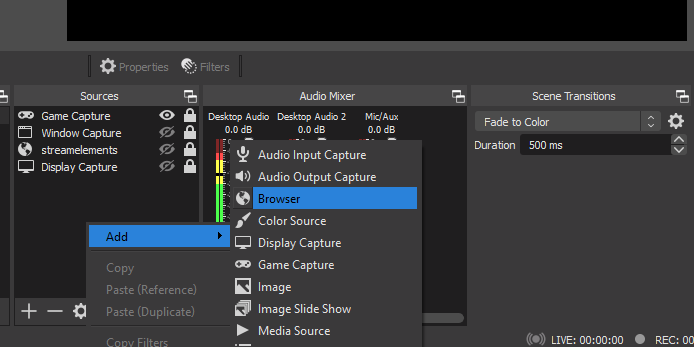 Properties
Filters
Sources
Audio Mixer
Scene Transitions
Game Capture
Window Capture
streamelements
Display Capture
Desktop Audio
Desktop Audio 2
Mic/Aux
0.0 dB
0.0 dB
0.0 dB
Fade to Color
Duration
500 ms
Add
Copy
Paste (Reference)
Paste (Duplicate)
Copy Filters
Audio Input Capture
Audio Output Capture
Browser
Color Source
Display Capture
Game Capture
Image
Image Slide Show
Media Source
LIVE: 00:00:00
REC: 00: